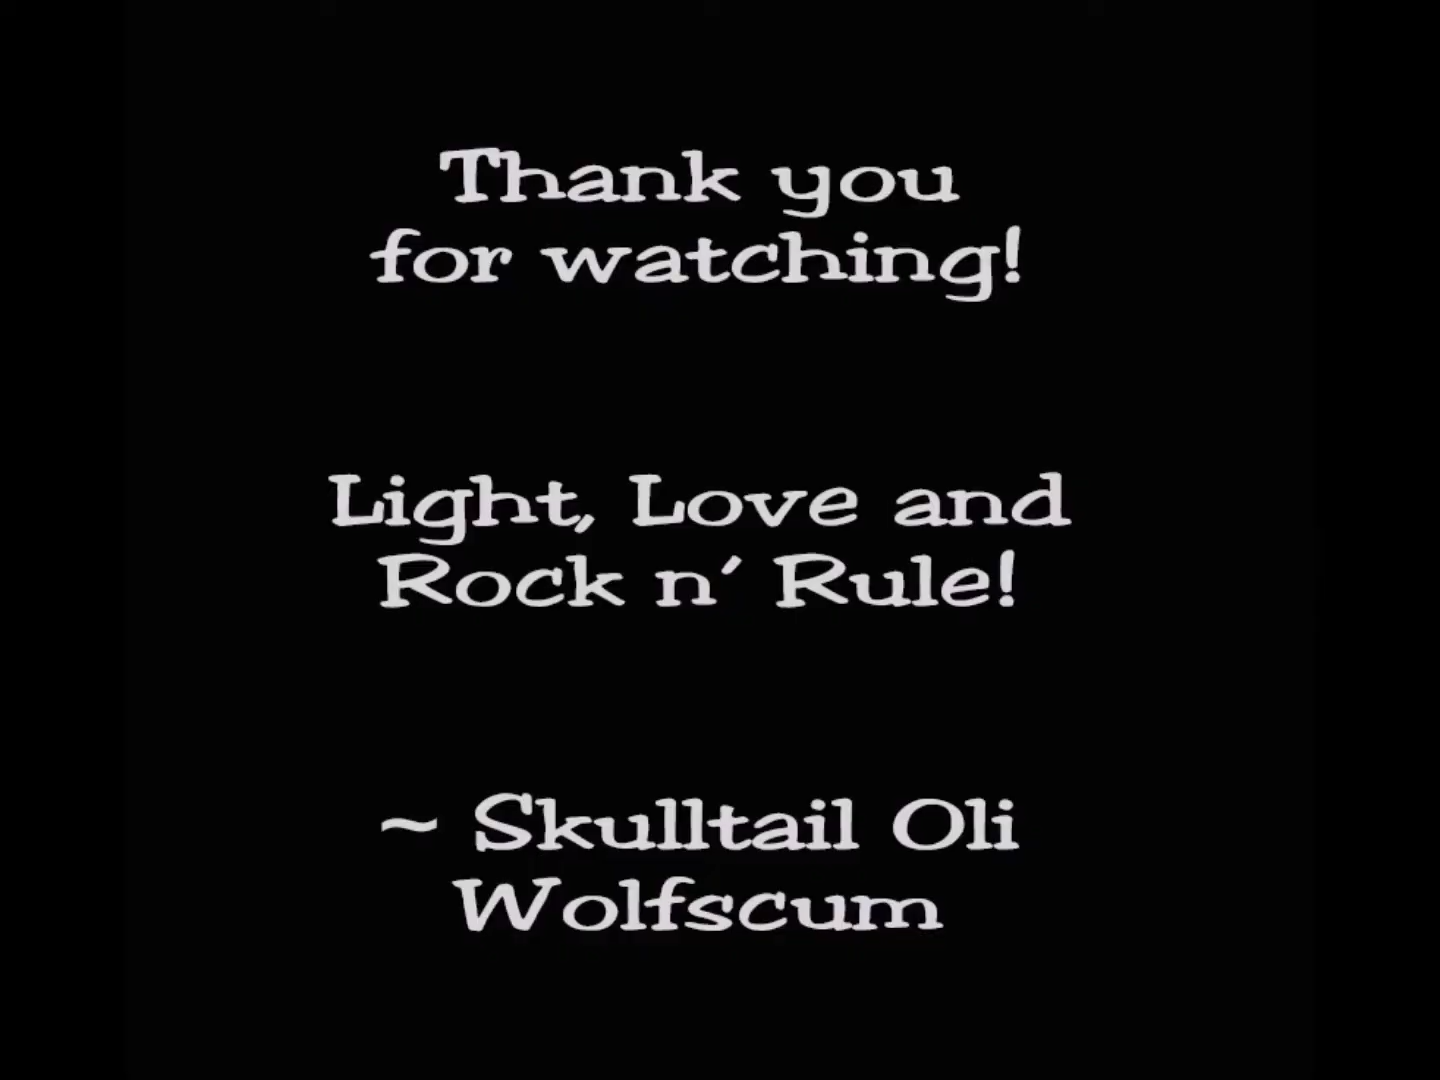 Thank you
for watching!
Light, Love and
Rock n' Rule!
~ Skulltail Oli
Wolfscum